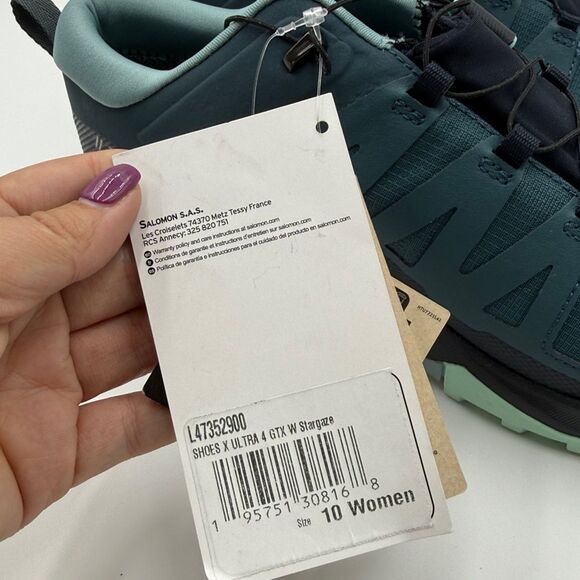 SALOMON S.A.S.
Les Croiselets 74370 Metz Tessy France
RCS Annecy: 325 820 751
en Warranty policy and care instructions at salomon.com
Conditions de garantie et instructions d'entretien sur salomon.com
es Política de garantía e instrucciones para el cuidado del producto en salomon.com
L47352900
SHOES X ULTRA 4 GTX W Stargaze
1 95751 30816 8
Size 10 Women